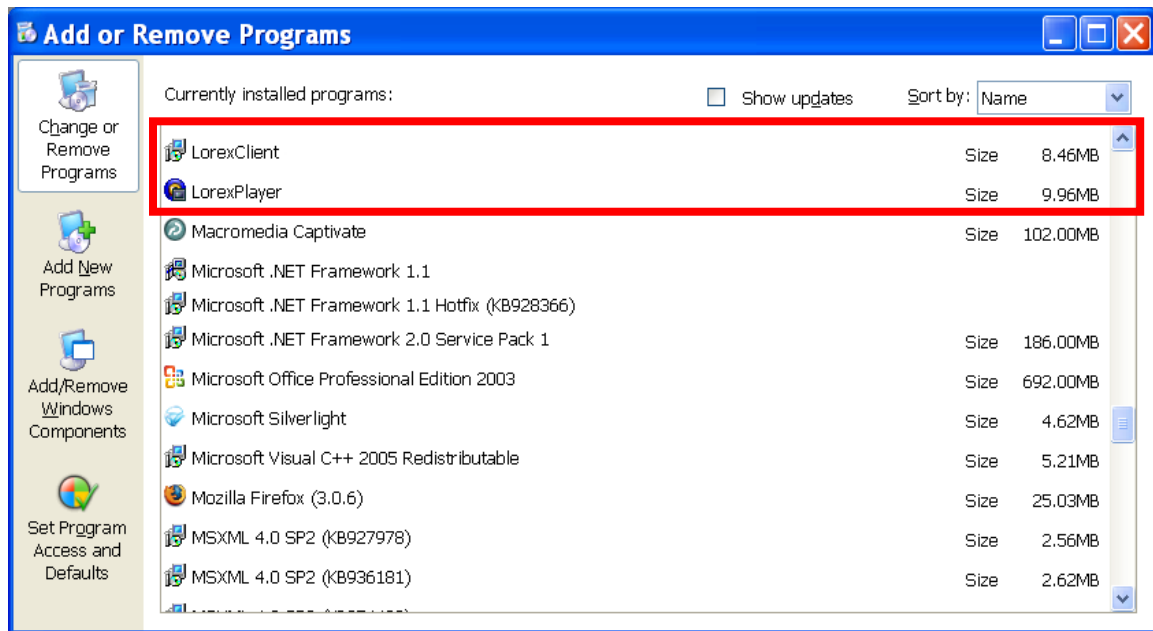 Add or Remove Programs
Change or
Remove
Programs
Add New
Programs
Add/Remove
Windows
Components
Set Program
Access and
Defaults
Currently installed programs:
Show updates
Sort by: Name
LorexClient Size 8.46MB
LorexPlayer Size 9.96MB
Macromedia Captivate Size 102.00MB
Microsoft .NET Framework 1.1
Microsoft .NET Framework 1.1 Hotfix (KB928366)
Microsoft .NET Framework 2.0 Service Pack 1 Size 186.00MB
Microsoft Office Professional Edition 2003 Size 692.00MB
Microsoft Silverlight Size 4.62MB
Microsoft Visual C++ 2005 Redistributable Size 5.21MB
Mozilla Firefox (3.0.6) Size 25.03MB
MSXML 4.0 SP2 (KB927978) Size 2.56MB
MSXML 4.0 SP2 (KB936181) Size 2.62MB